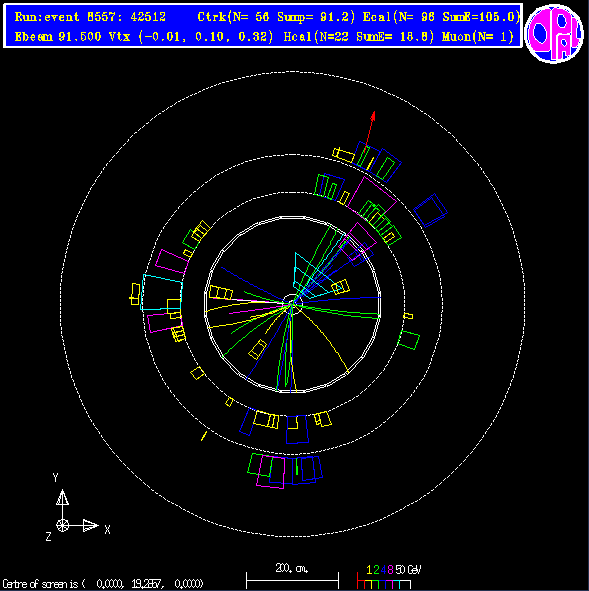 Run:event 8557: 42512 Ctrk(N= 56 Sump= 91.2) Ecal(N= 96 SumE=105.0)
Ebeam 91.500 Vtx (-0.01, 0.10, 0.32) Hcal(N=22 SumE= 18.8) Muon(N= 1)
OPAL
Y
X
Z
200. cm.
1 2 4 8 50 GeV
Centre of screen is ( 0.0000, 19.2857, 0.0000)